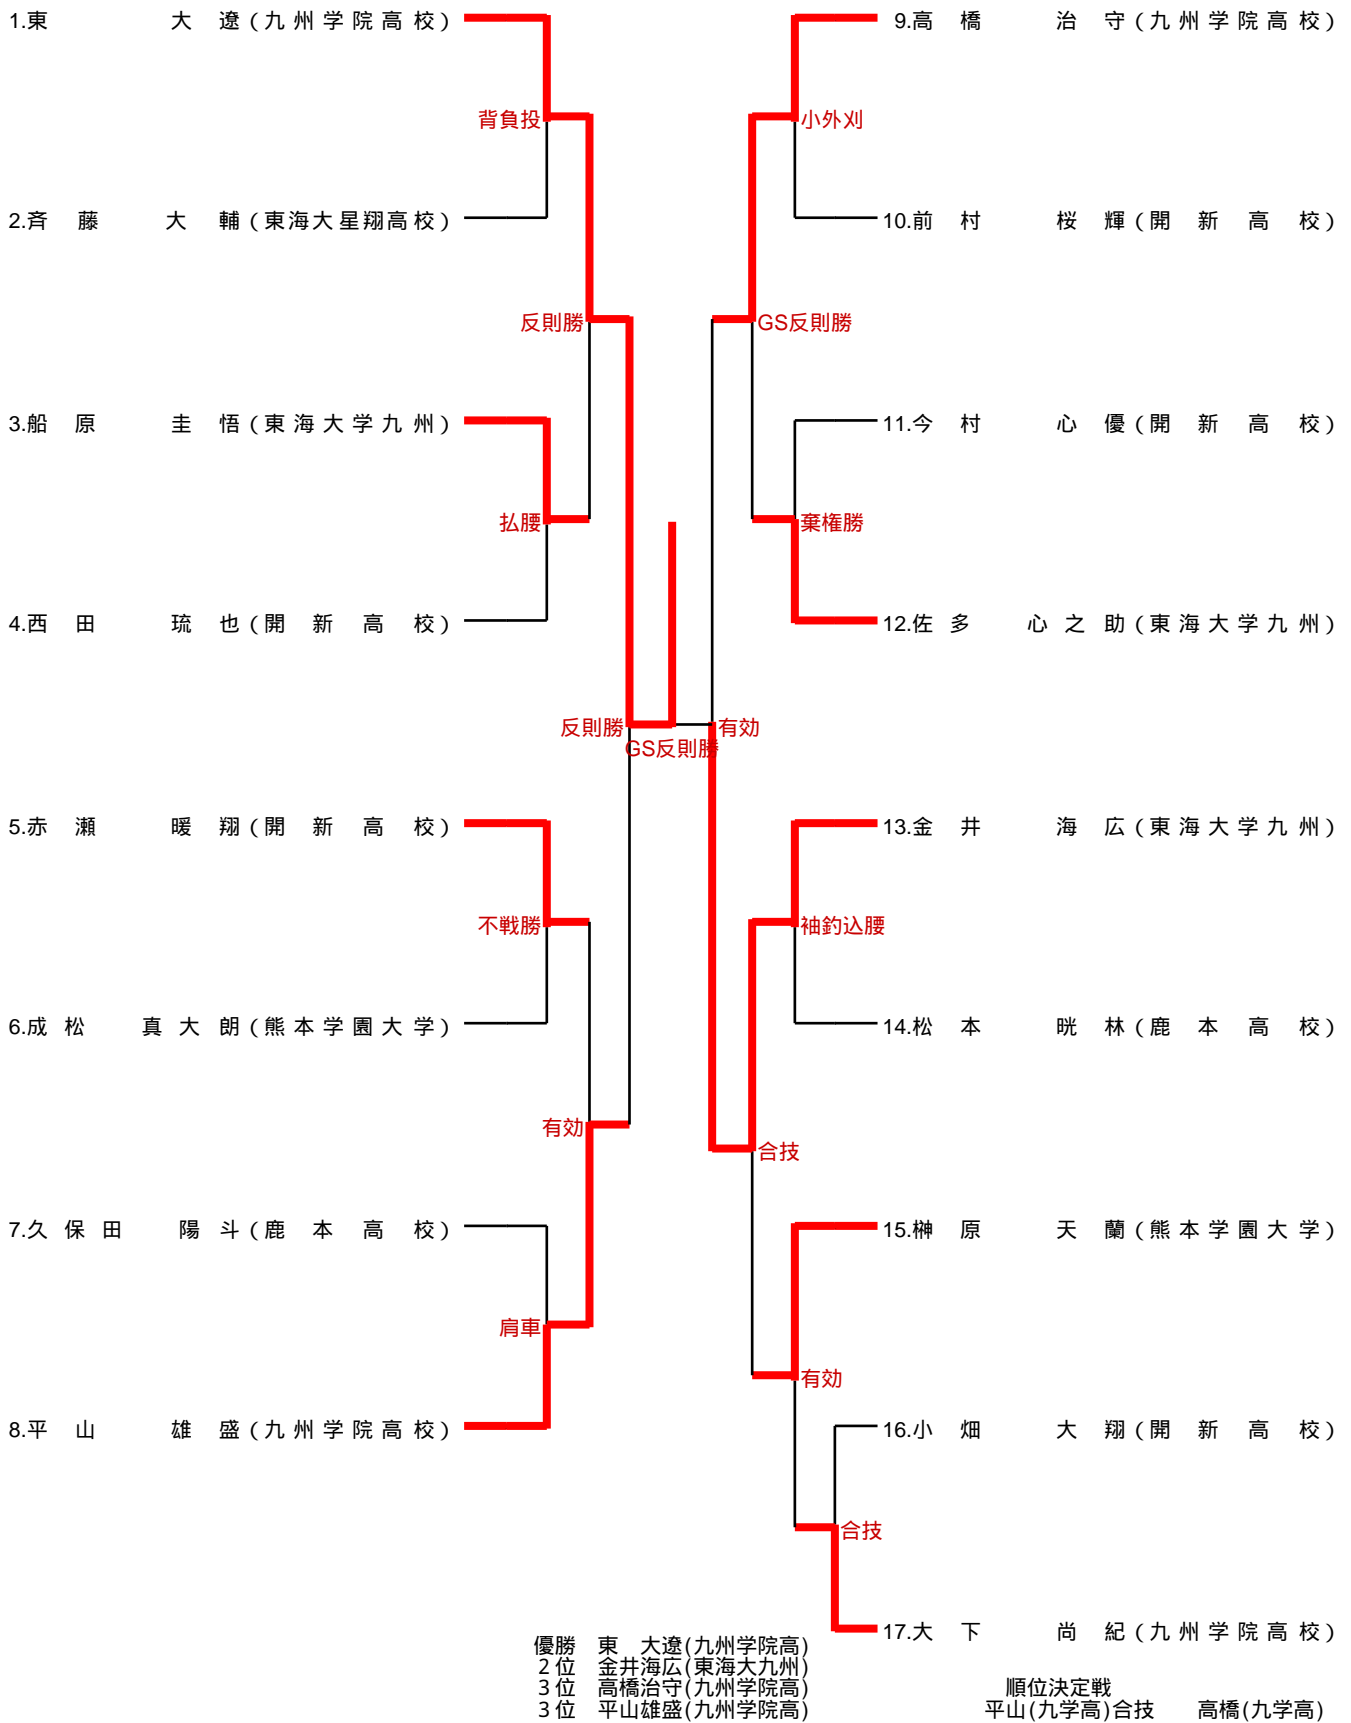 1.東 大遼(九州学院高校)
背負投
2.斉藤 大輔(東海大星翔高校)
反則勝
3.船原 圭悟(東海大学九州)
払腰
4.西田 琉也(開新高校)
反則勝
GS反則勝
5.赤瀬 暖翔(開新高校)
不戦勝
6.成松 真大朗(熊本学園大学)
有効
7.久保田 陽斗(鹿本高校)
肩車
8.平山 雄盛(九州学院高校)
9.高橋 治守(九州学院高校)
小外刈
10.前村 桜輝(開新高校)
GS反則勝
11.今村 心優(開新高校)
棄権勝
12.佐多 心之助(東海大学九州)
有効
13.金井 海広(東海大学九州)
袖釣込腰
14.松本 晄林(鹿本高校)
合技
15.榊原 天蘭(熊本学園大学)
有効
16.小畑 大翔(開新高校)
合技
17.大下 尚紀(九州学院高校)
優勝 東 大遼(九州学院高)
2位 金井海広(東海大九州)
3位 高橋治守(九州学院高)
3位 平山雄盛(九州学院高)
順位決定戦
平山(九学高)合技 高橋(九学高)